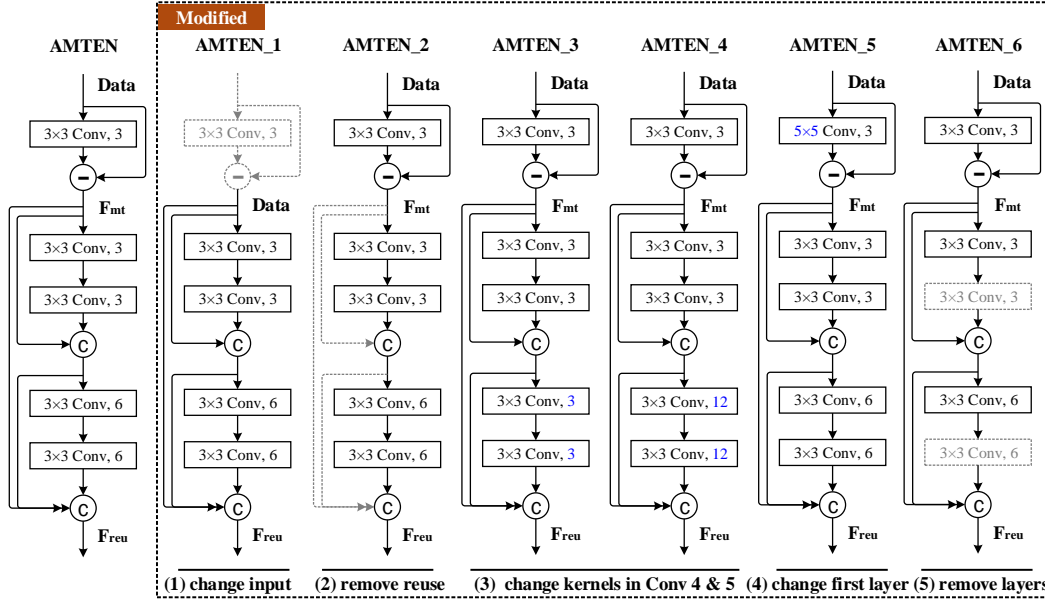 Modified
AMTEN AMTEN_1 AMTEN_2 AMTEN_3 AMTEN_4 AMTEN_5 AMTEN_6
Data Data Data Data Data Data
3×3 Conv, 3 3×3 Conv, 3 3×3 Conv, 3 3×3 Conv, 3 3×3 Conv, 3 5×5 Conv, 3 3×3 Conv, 3
− − − − − − −
Fmt Data Fmt Fmt Fmt Fmt Fmt
3×3 Conv, 3 3×3 Conv, 3 3×3 Conv, 3 3×3 Conv, 3 3×3 Conv, 3 3×3 Conv, 3 3×3 Conv, 3
3×3 Conv, 3 3×3 Conv, 3 3×3 Conv, 3 3×3 Conv, 3 3×3 Conv, 3 3×3 Conv, 3 3×3 Conv, 3
C C C C C C C
3×3 Conv, 6 3×3 Conv, 6 3×3 Conv, 6 3×3 Conv, 3 3×3 Conv, 12 3×3 Conv, 6 3×3 Conv, 6
3×3 Conv, 6 3×3 Conv, 6 3×3 Conv, 6 3×3 Conv, 3 3×3 Conv, 12 3×3 Conv, 6 3×3 Conv, 6
C C C C C C C
Freu Freu Freu Freu Freu Freu Freu
(1) change input (2) remove reuse (3) change kernels in Conv 4 & 5 (4) change first layer (5) remove layers